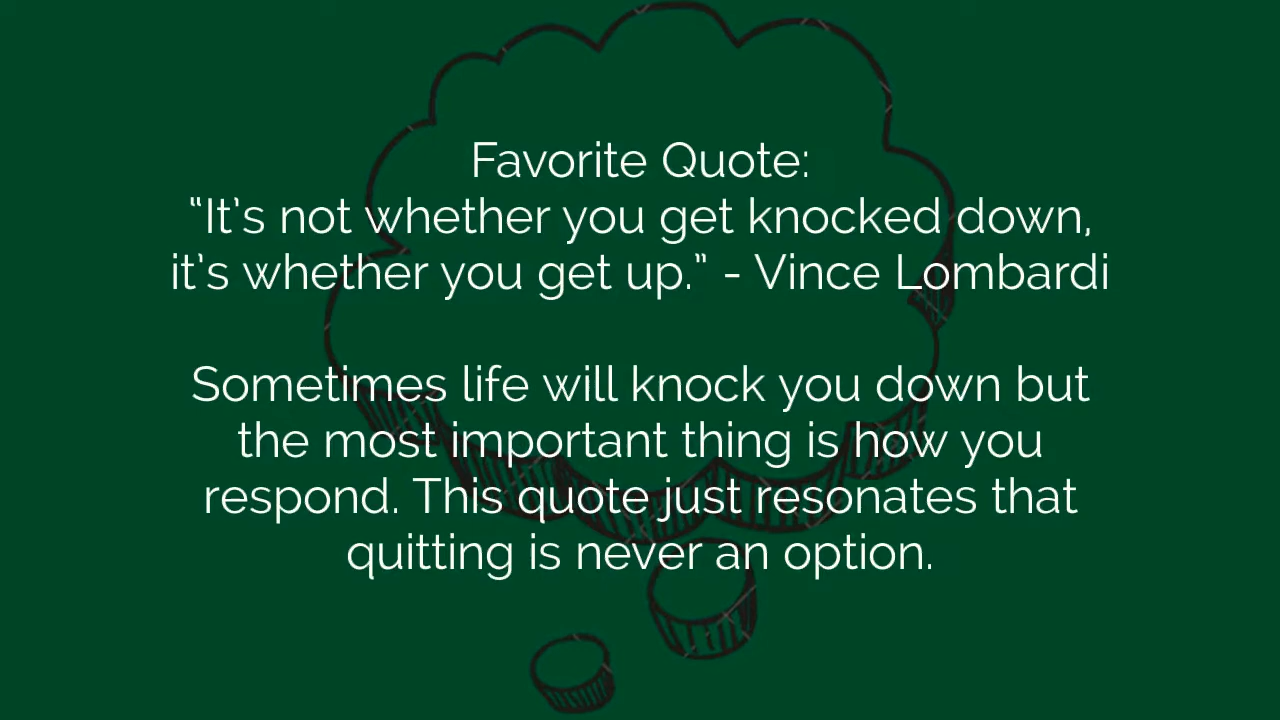 Favorite Quote:
“It’s not whether you get knocked down,
it’s whether you get up.” - Vince Lombardi
Sometimes life will knock you down but
the most important thing is how you
respond. This quote just resonates that
quitting is never an option.